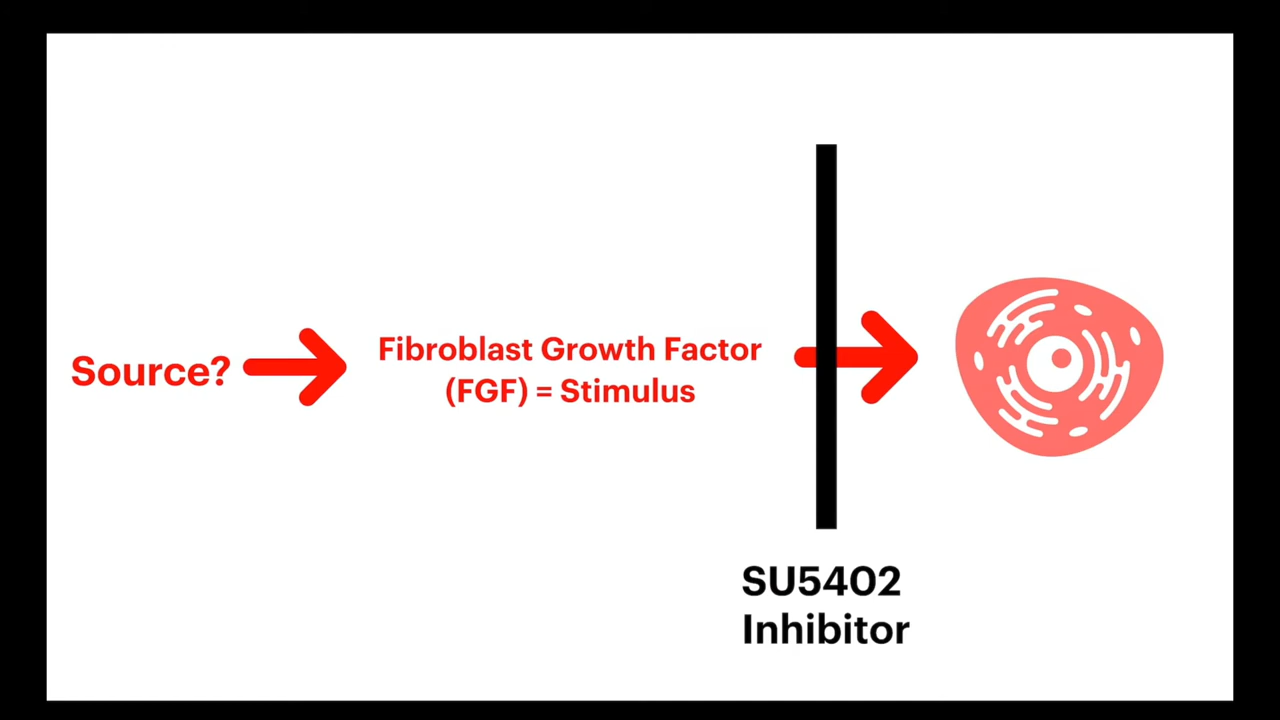 Source?
Fibroblast Growth Factor
(FGF) = Stimulus
SU5402
Inhibitor